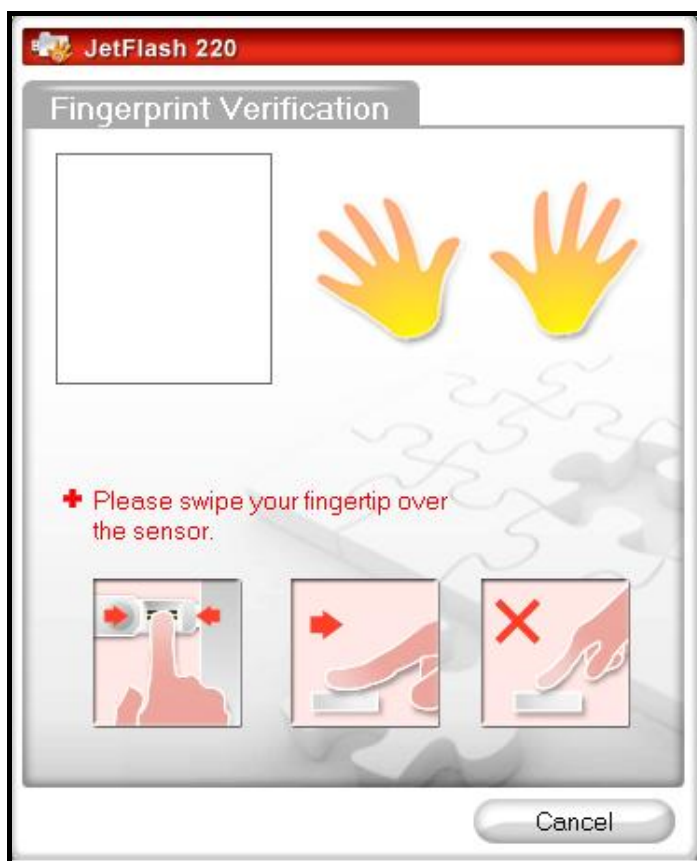 JetFlash 220
Fingerprint Verification
Please swipe your fingertip over
the sensor.
Cancel